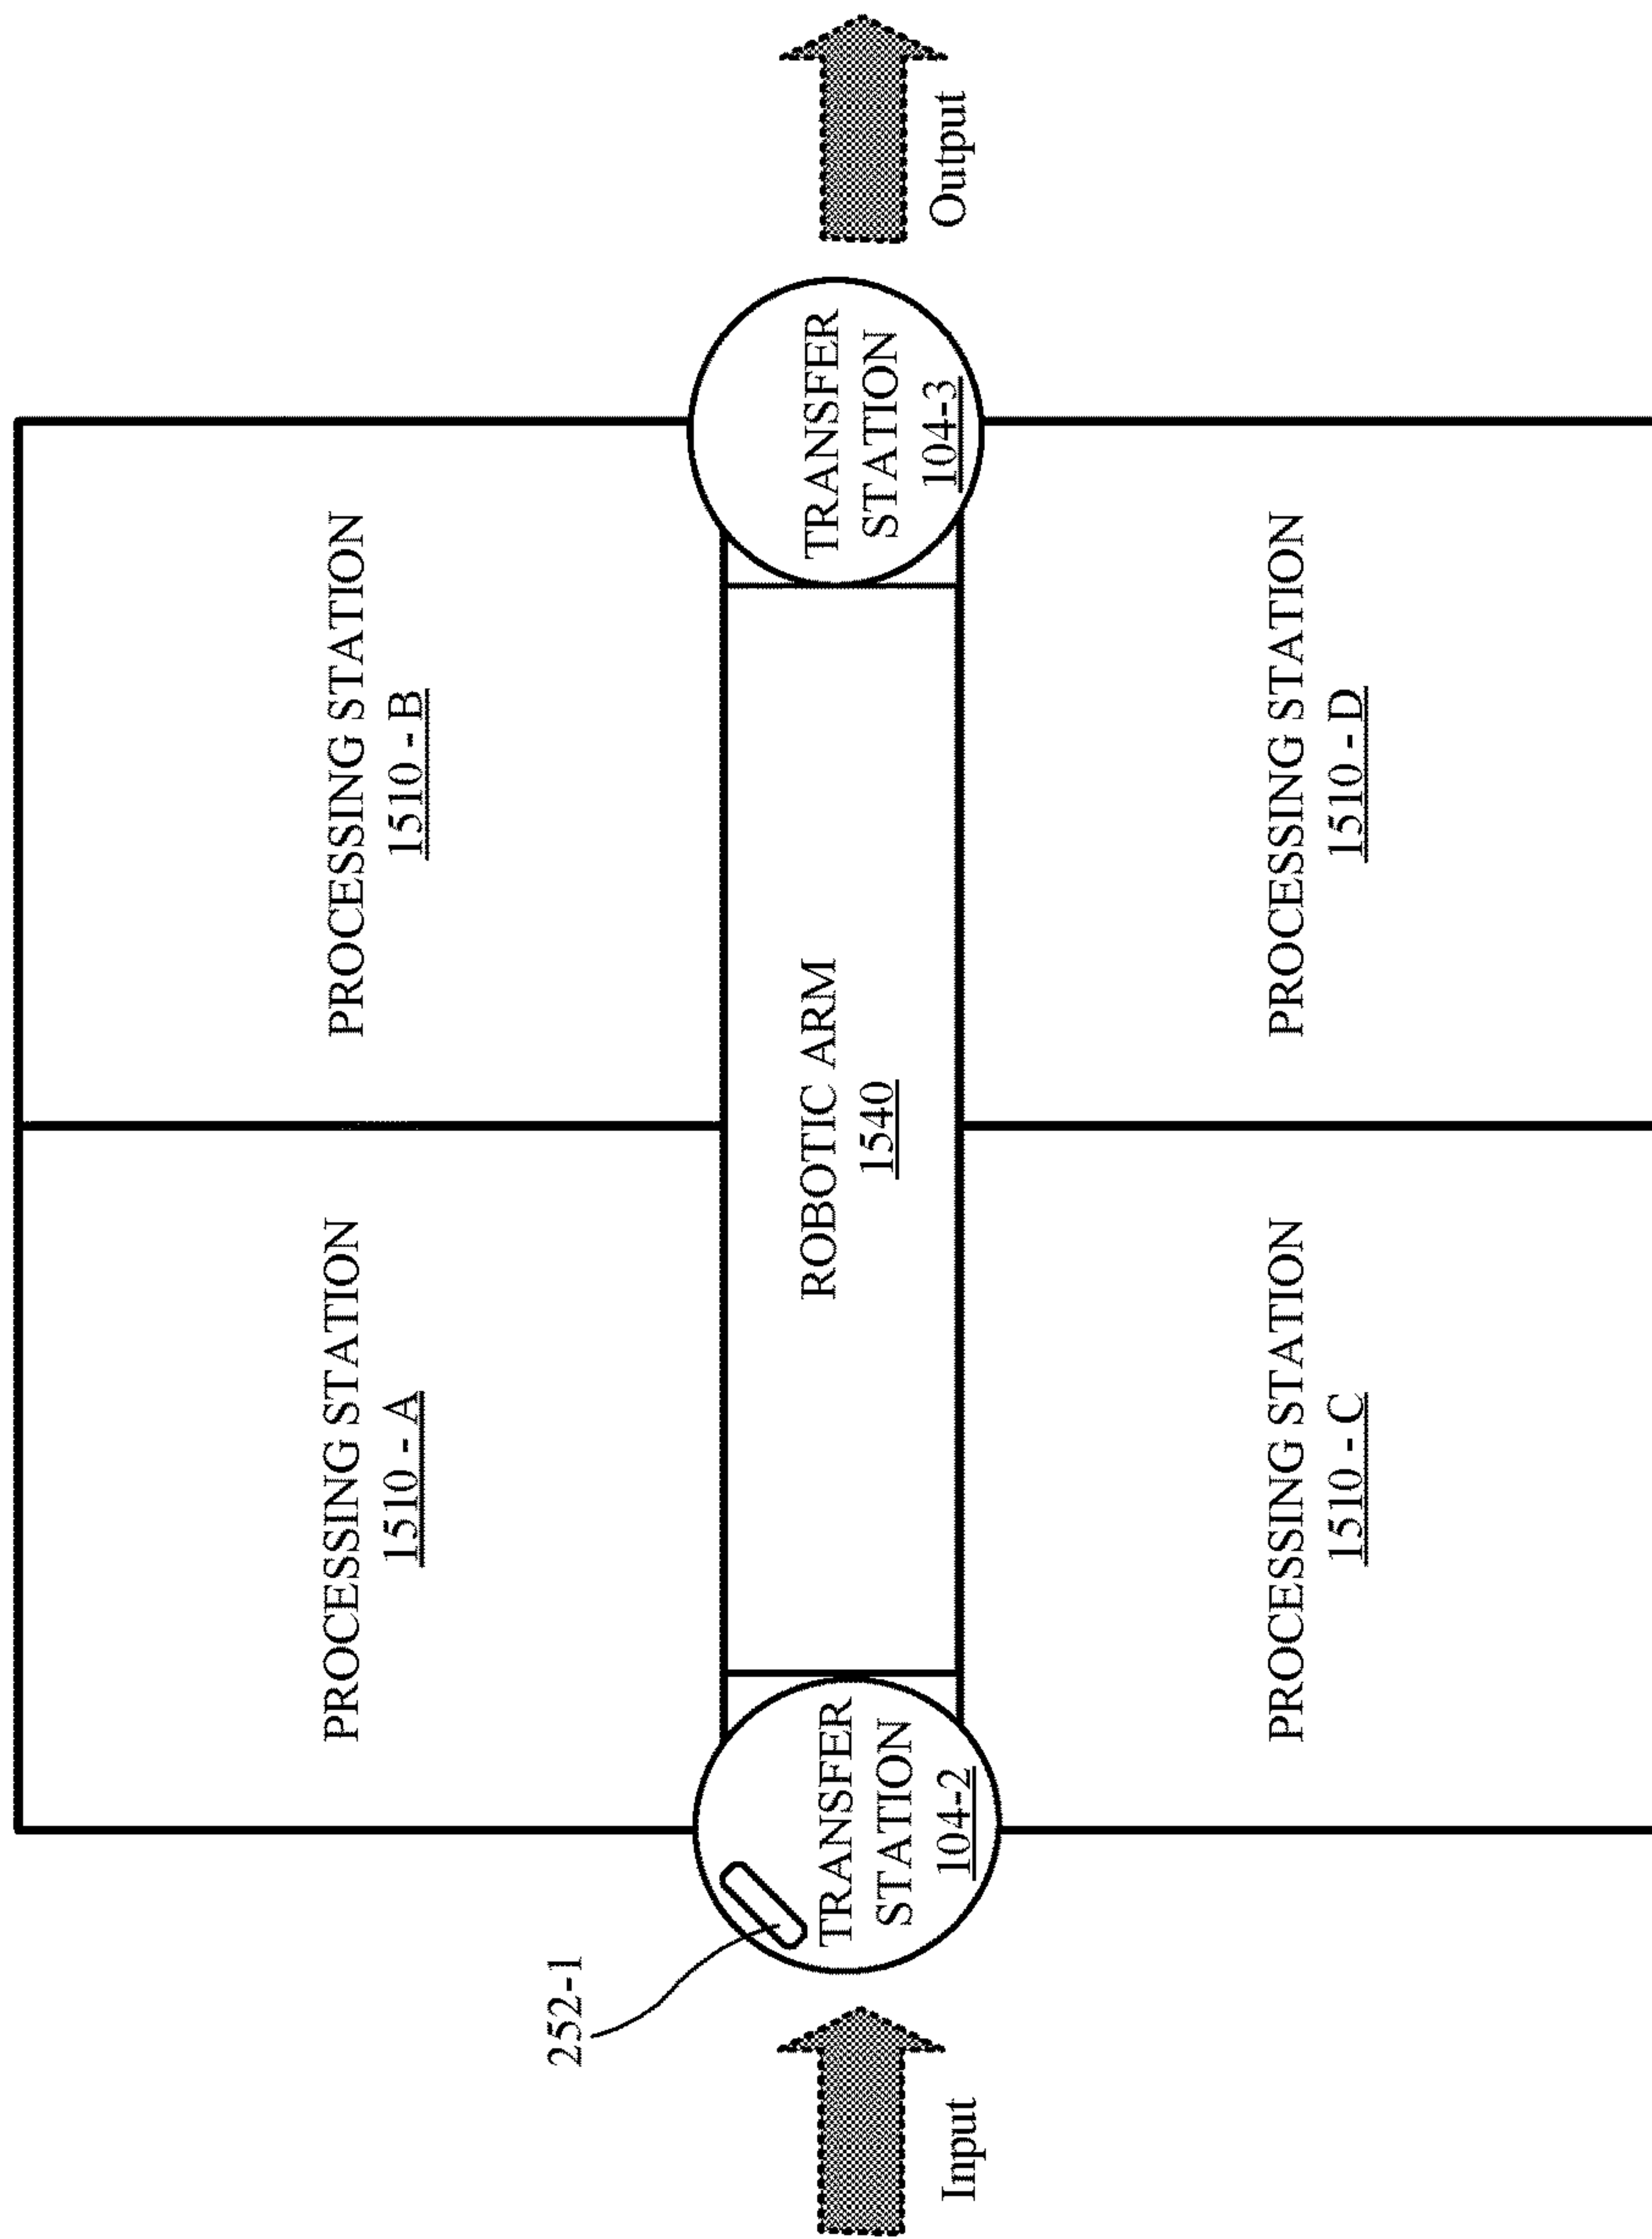 PROCESSING STATION
1510 - A
PROCESSING STATION
1510 - B
252-1
Input
TRANSFER
STATION
104-2
ROBOTIC ARM
1540
TRANSFER
STATION
104-3
Output
PROCESSING STATION
1510 - C
PROCESSING STATION
1510 - D